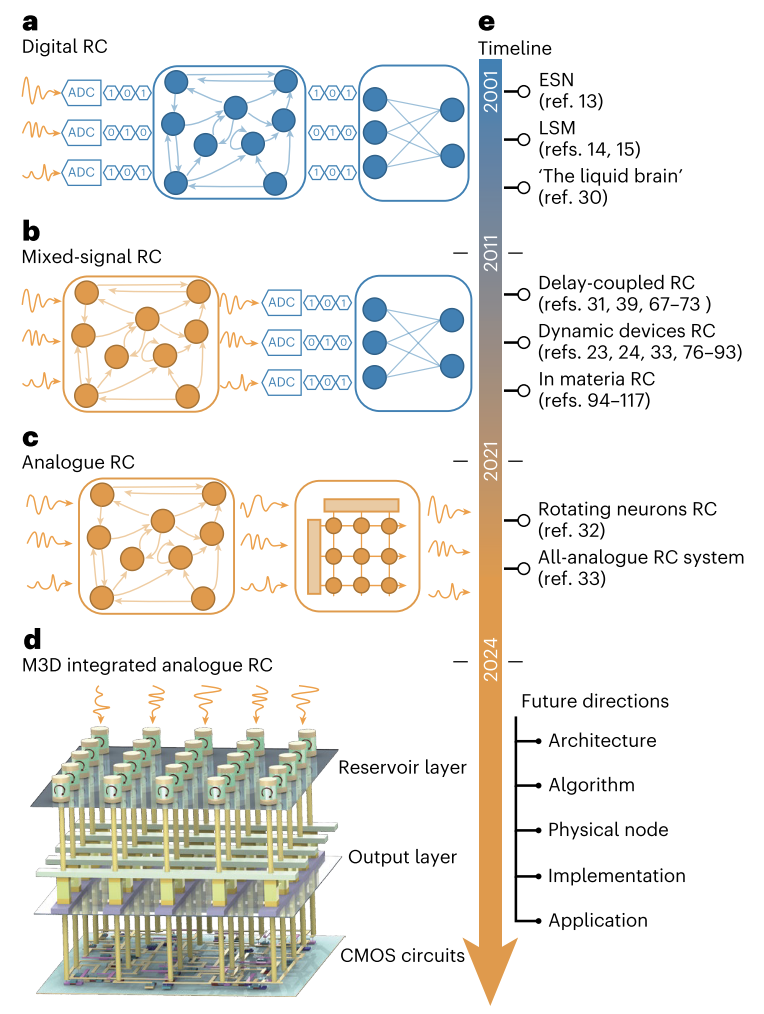 a
Digital RC
ADC 1 0 1 1 0 1
ADC 0 1 0 0 1 0
ADC 1 0 1 1 0 1
b
Mixed-signal RC
ADC 1 0 1
ADC 0 1 0
ADC 1 0 1
c
Analogue RC
d
M3D integrated analogue RC
Reservoir layer
Output layer
CMOS circuits
e
Timeline
2001
ESN
(ref. 13)
LSM
(refs. 14, 15)
‘The liquid brain’
(ref. 30)
2011
Delay-coupled RC
(refs. 31, 39, 67–73 )
Dynamic devices RC
(refs. 23, 24, 33, 76–93)
In materia RC
(refs. 94–117)
2021
Rotating neurons RC
(ref. 32)
All-analogue RC system
(ref. 33)
2024
Future directions
Architecture
Algorithm
Physical node
Implementation
Application